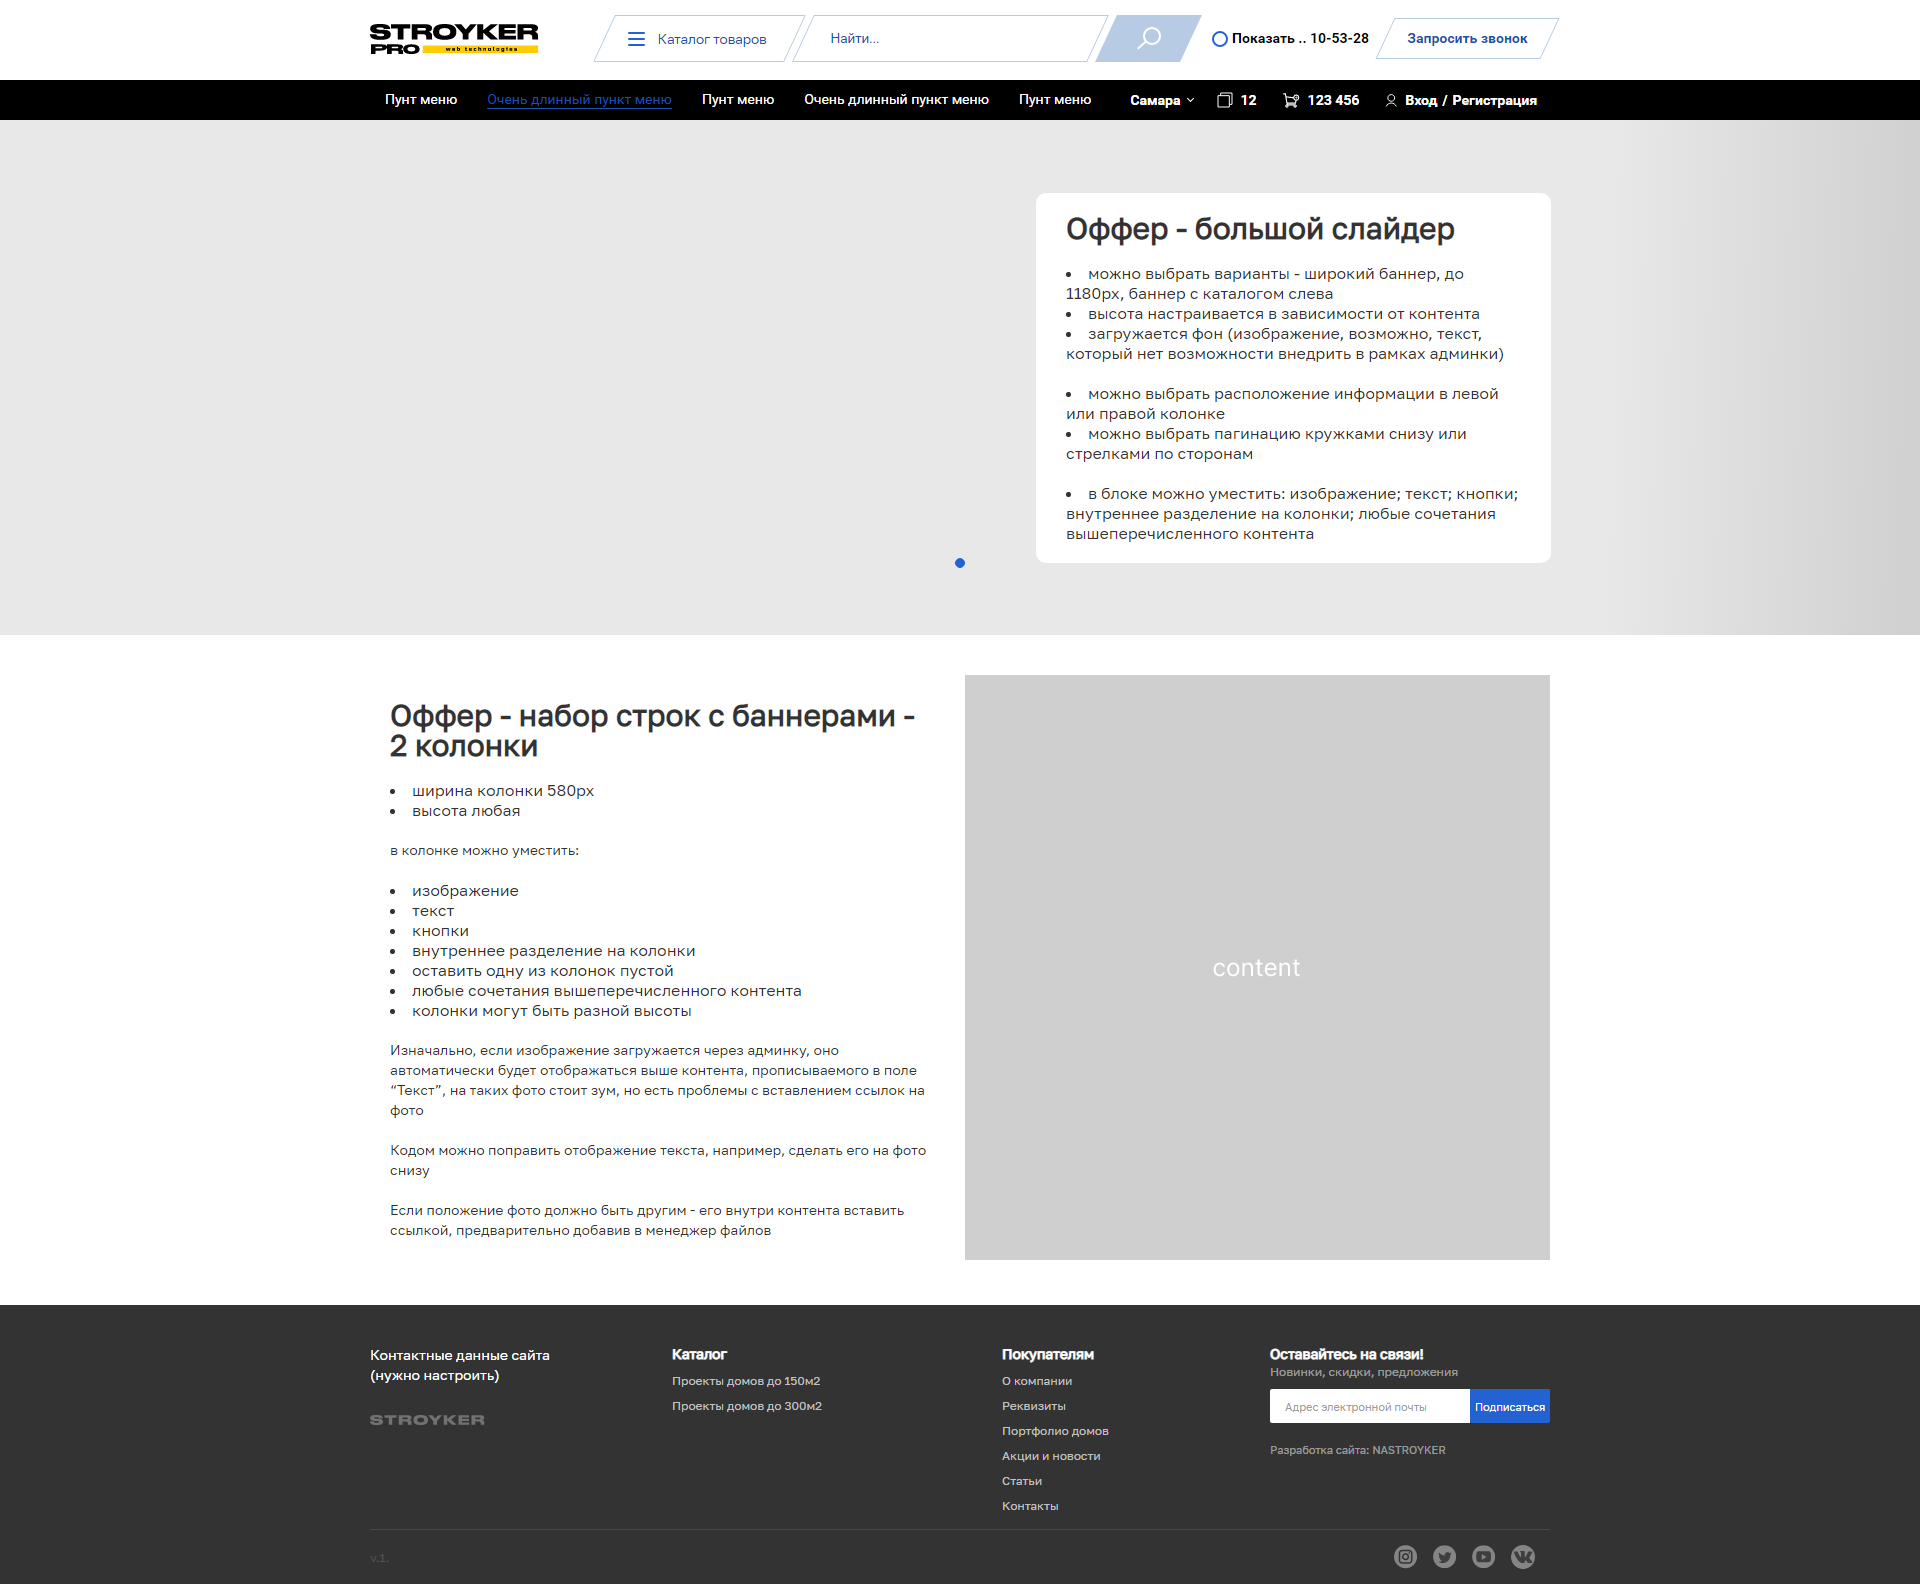 STROYKER
PRO web technologies
Каталог товаров
Найти...
Показать .. 10-53-28
Запросить звонок
Пунт меню
Очень длинный пункт меню
Пунт меню
Очень длинный пункт меню
Пунт меню
Самара
12
123 456
Вход / Регистрация
Оффер - большой слайдер
• можно выбрать варианты - широкий баннер, до
1180px, баннер с каталогом слева
• высота настраивается в зависимости от контента
• загружается фон (изображение, возможно, текст,
который нет возможности внедрить в рамках админки)
• можно выбрать расположение информации в левой
или правой колонке
• можно выбрать пагинацию кружками снизу или
стрелками по сторонам
• в блоке можно уместить: изображение; текст; кнопки;
внутреннее разделение на колонки; любые сочетания
вышеперечисленного контента
Оффер - набор строк с баннерами -
2 колонки
• ширина колонки 580px
• высота любая
в колонке можно уместить:
• изображение
• текст
• кнопки
• внутреннее разделение на колонки
• оставить одну из колонок пустой
• любые сочетания вышеперечисленного контента
• колонки могут быть разной высоты
Изначально, если изображение загружается через админку, оно
автоматически будет отображаться выше контента, прописываемого в поле
“Текст”, на таких фото стоит зум, но есть проблемы с вставлением ссылок на
фото
Кодом можно поправить отображение текста, например, сделать его на фото
снизу
Если положение фото должно быть другим - его внутри контента вставить
ссылкой, предварительно добавив в менеджер файлов
content
Контактные данные сайта
(нужно настроить)
STROYKER
Каталог
Проекты домов до 150м2
Проекты домов до 300м2
Покупателям
О компании
Реквизиты
Портфолио домов
Акции и новости
Статьи
Контакты
Оставайтесь на связи!
Новинки, скидки, предложения
Адрес электронной почты
Подписаться
Разработка сайта: NASTROYKER
v.1.